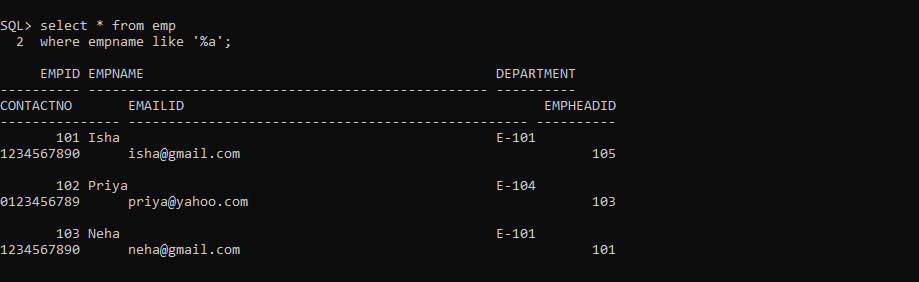 SQL> select * from emp
  2  where empname like '%a';
     EMPID EMPNAME                                            DEPARTMENT
---------- -------------------------------------------------- ----------
CONTACTNO       EMAILID                                             EMPHEADID
--------------- -------------------------------------------------- ----------
       101 Isha                                               E-101
1234567890      isha@gmail.com                                            105
       102 Priya                                              E-104
0123456789      priya@yahoo.com                                           103
       103 Neha                                               E-101
1234567890      neha@gmail.com                                            101